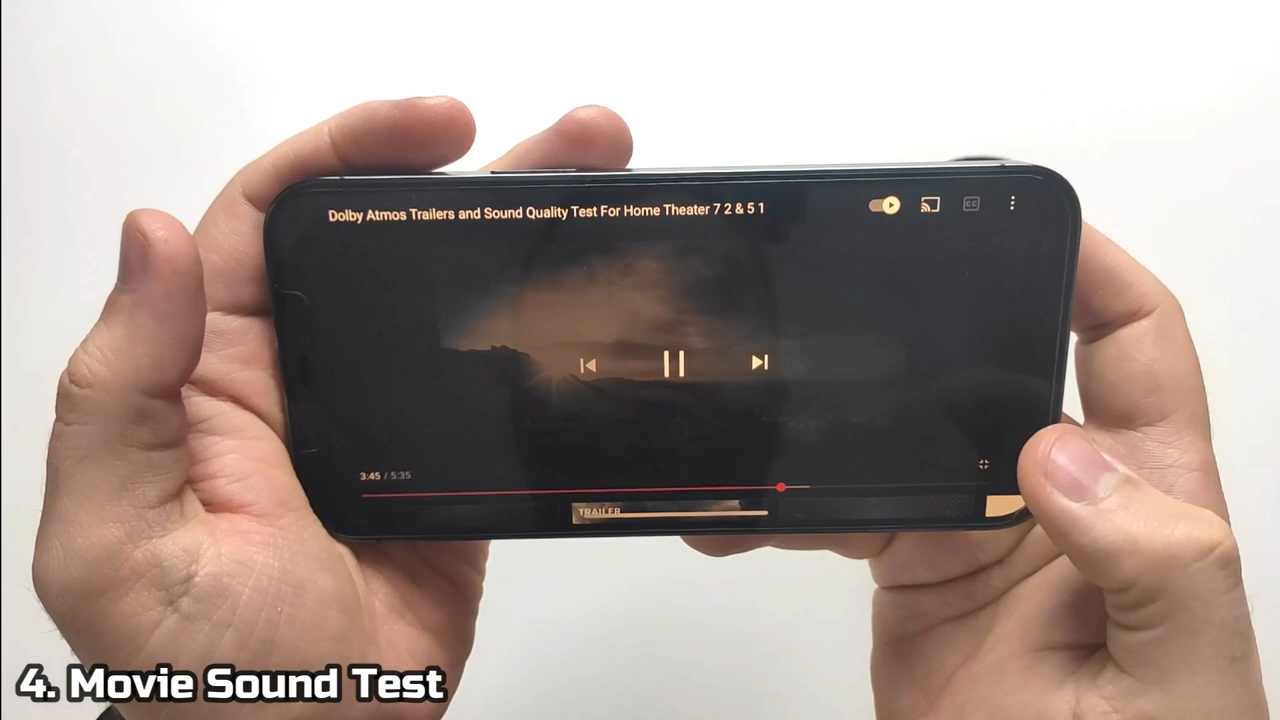 Dolby Atmos Trailers and Sound Quality Test For Home Theater 7 2 & 5 1
CC
3:45 / 5:35
TRAILER
4. Movie Sound Test